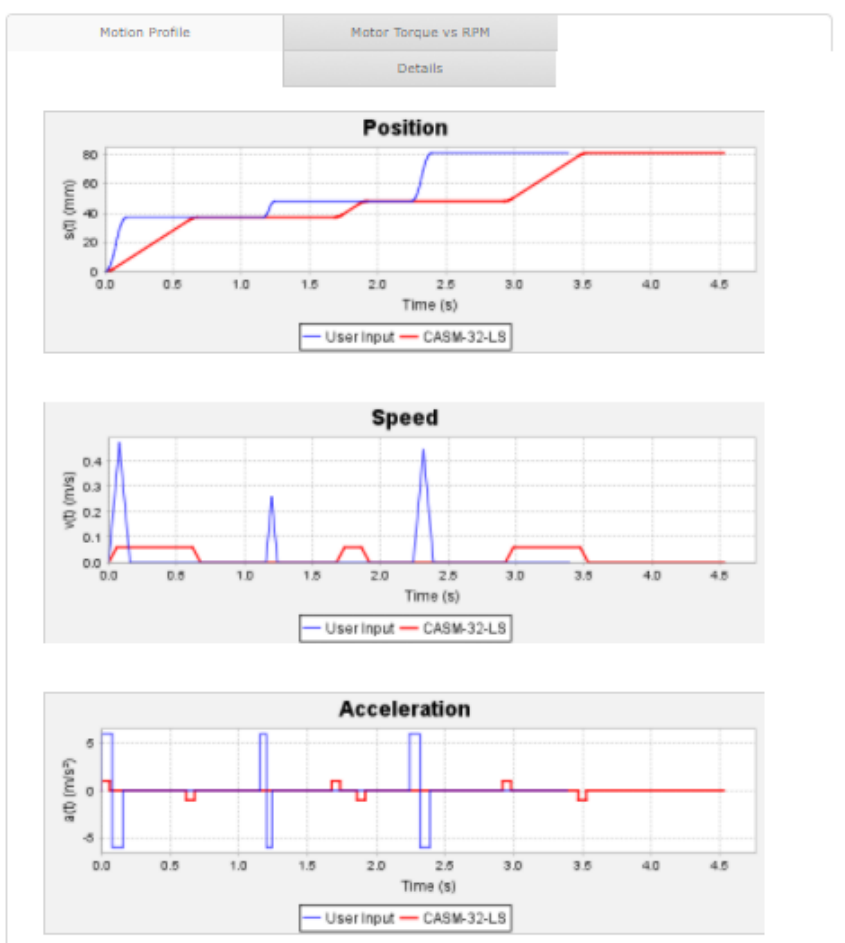 Motion Profile
Motor Torque vs RPM
Details
Position
s(t) (mm)
80
60
40
20
0
0.0 0.5 1.0 1.5 2.0 2.5 3.0 3.5 4.0 4.5
Time (s)
User Input CASM-32-LS
Speed
v(t) (m/s)
0.4
0.3
0.2
0.1
0.0
0.0 0.5 1.0 1.5 2.0 2.5 3.0 3.5 4.0 4.5
Time (s)
User Input CASM-32-LS
Acceleration
a(t) (m/s²)
5
0
-5
0.0 0.5 1.0 1.5 2.0 2.5 3.0 3.5 4.0 4.5
Time (s)
User Input CASM-32-LS